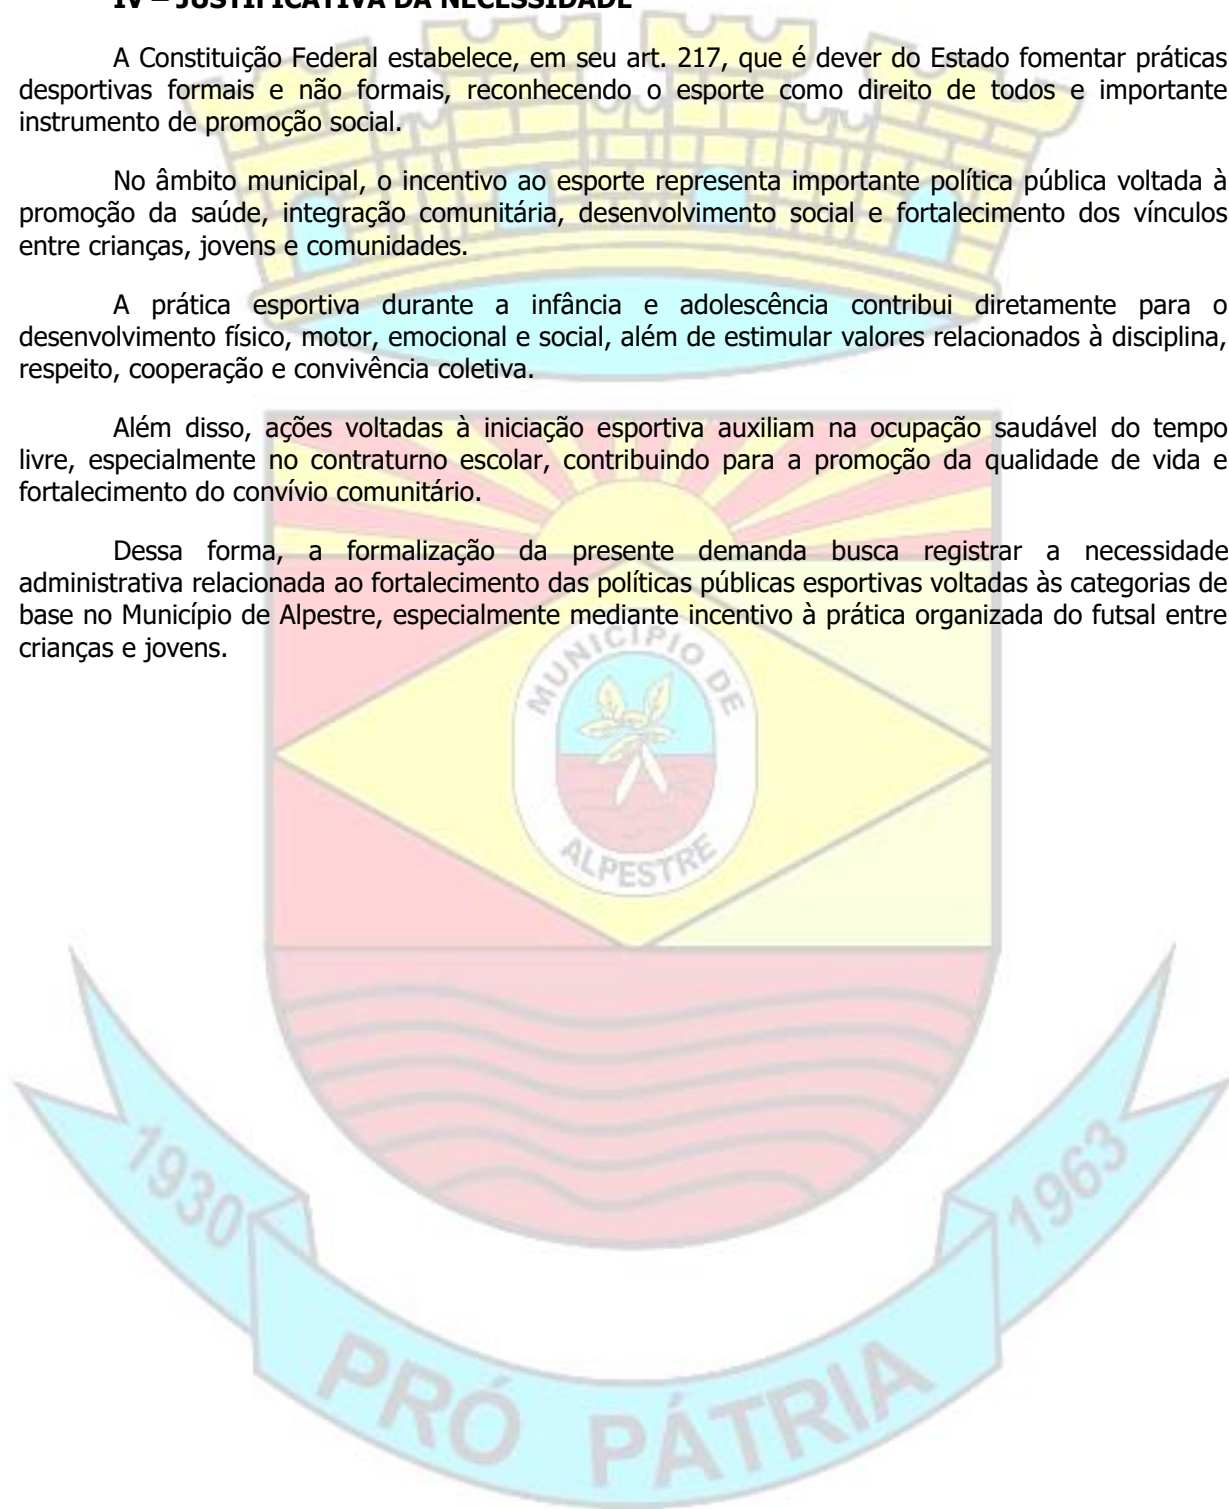 IV – JUSTIFICATIVA DA NECESSIDADE
A Constituição Federal estabelece, em seu art. 217, que é dever do Estado fomentar práticas
desportivas formais e não formais, reconhecendo o esporte como direito de todos e importante
instrumento de promoção social.
No âmbito municipal, o incentivo ao esporte representa importante política pública voltada à
promoção da saúde, integração comunitária, desenvolvimento social e fortalecimento dos vínculos
entre crianças, jovens e comunidades.
A prática esportiva durante a infância e adolescência contribui diretamente para o
desenvolvimento físico, motor, emocional e social, além de estimular valores relacionados à disciplina,
respeito, cooperação e convivência coletiva.
Além disso, ações voltadas à iniciação esportiva auxiliam na ocupação saudável do tempo
livre, especialmente no contraturno escolar, contribuindo para a promoção da qualidade de vida e
fortalecimento do convívio comunitário.
Dessa forma, a formalização da presente demanda busca registrar a necessidade
administrativa relacionada ao fortalecimento das políticas públicas esportivas voltadas às categorias de
base no Município de Alpestre, especialmente mediante incentivo à prática organizada do futsal entre
crianças e jovens.
MUNICÍPIO DE
ALPESTRE
1930
1963
PRÓ PÁTRIA